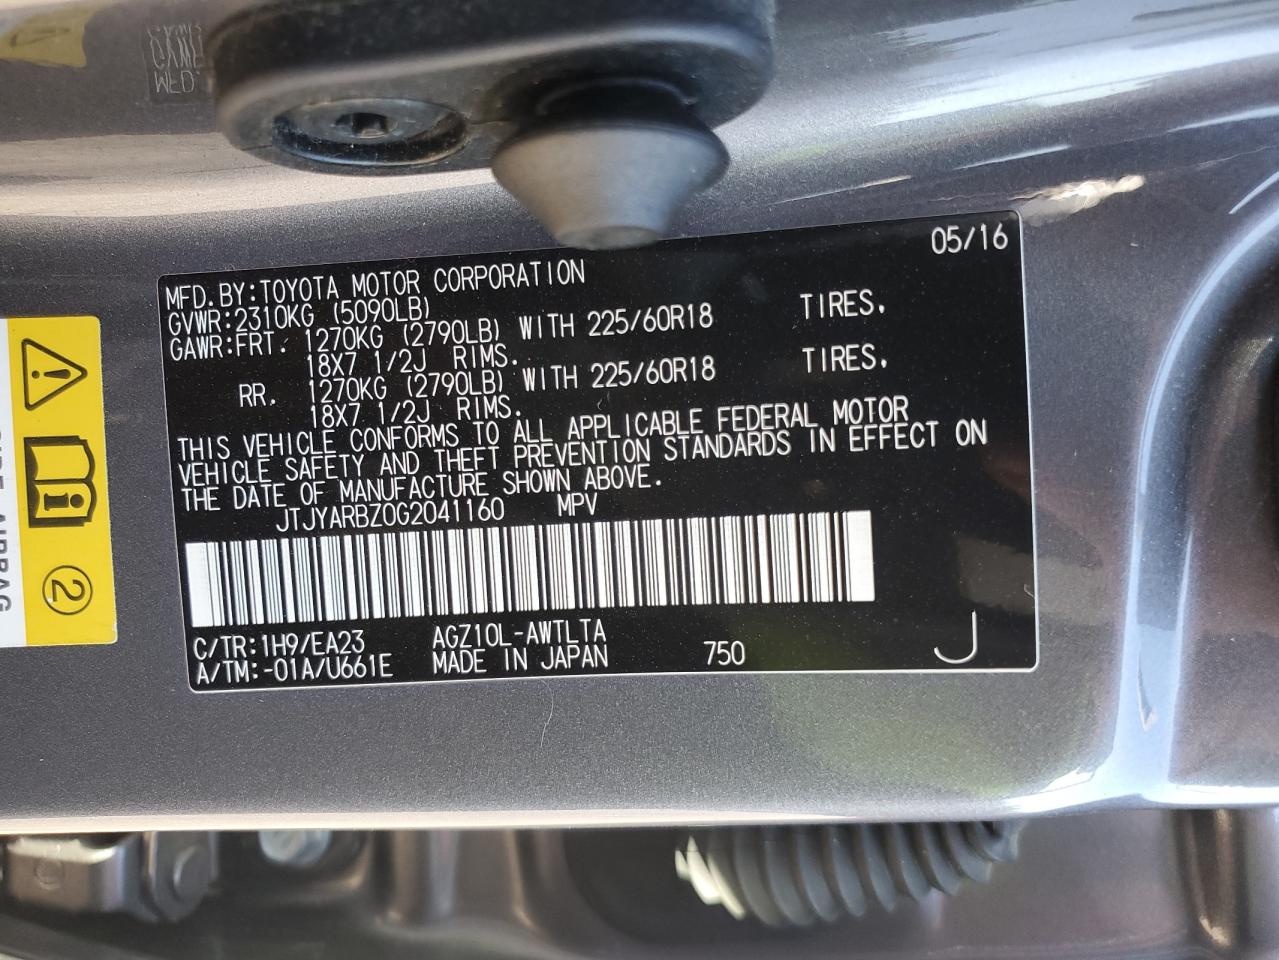 05/16
MFD.BY:TOYOTA MOTOR CORPORATION
GVWR:2310KG (5090LB)
GAWR:FRT. 1270KG (2790LB) WITH 225/60R18 TIRES.
18X7 1/2J RIMS.
RR. 1270KG (2790LB) WITH 225/60R18 TIRES.
18X7 1/2J RIMS.
THIS VEHICLE CONFORMS TO ALL APPLICABLE FEDERAL MOTOR
VEHICLE SAFETY AND THEFT PREVENTION STANDARDS IN EFFECT ON
THE DATE OF MANUFACTURE SHOWN ABOVE.
JTJYARBZ0G2041160 MPV
C/TR:1H9/EA23 AGZ10L-AWTLTA
A/TM:-01A/U661E MADE IN JAPAN 750 J
2
AIRBAG